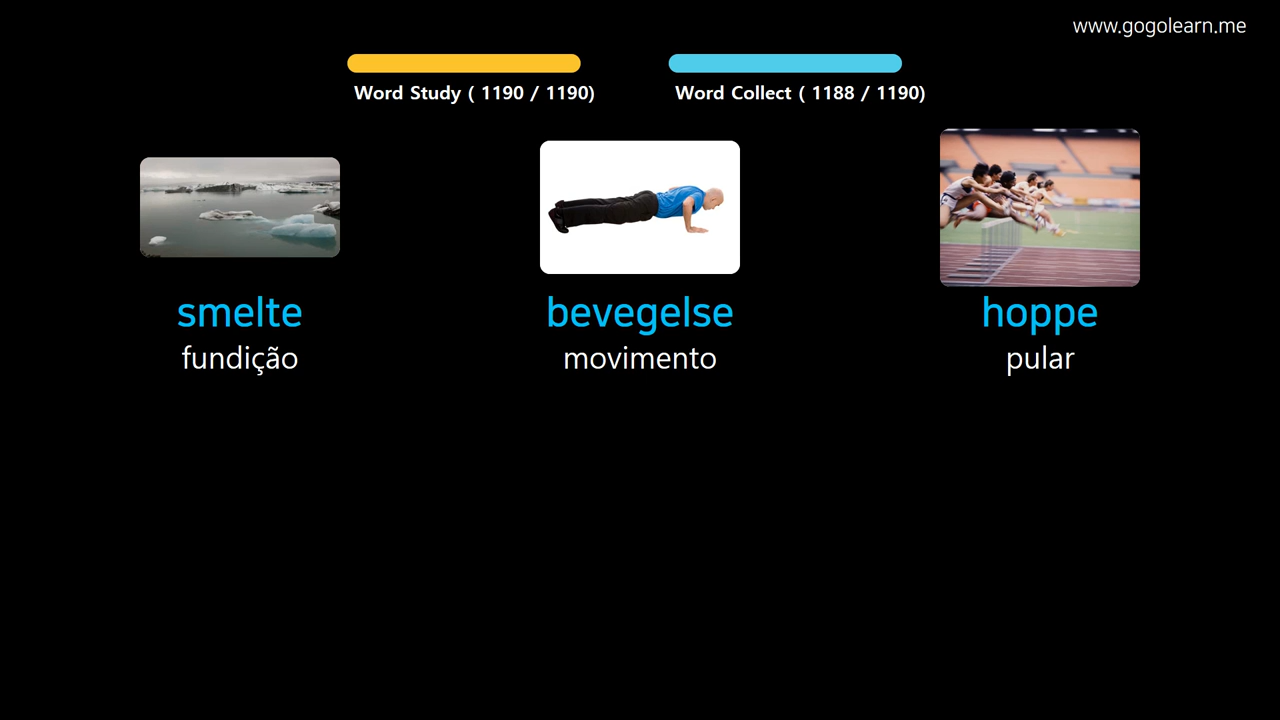 www.gogolearn.me
Word Study ( 1190 / 1190)
Word Collect ( 1188 / 1190)
smelte
fundição
bevegelse
movimento
hoppe
pular